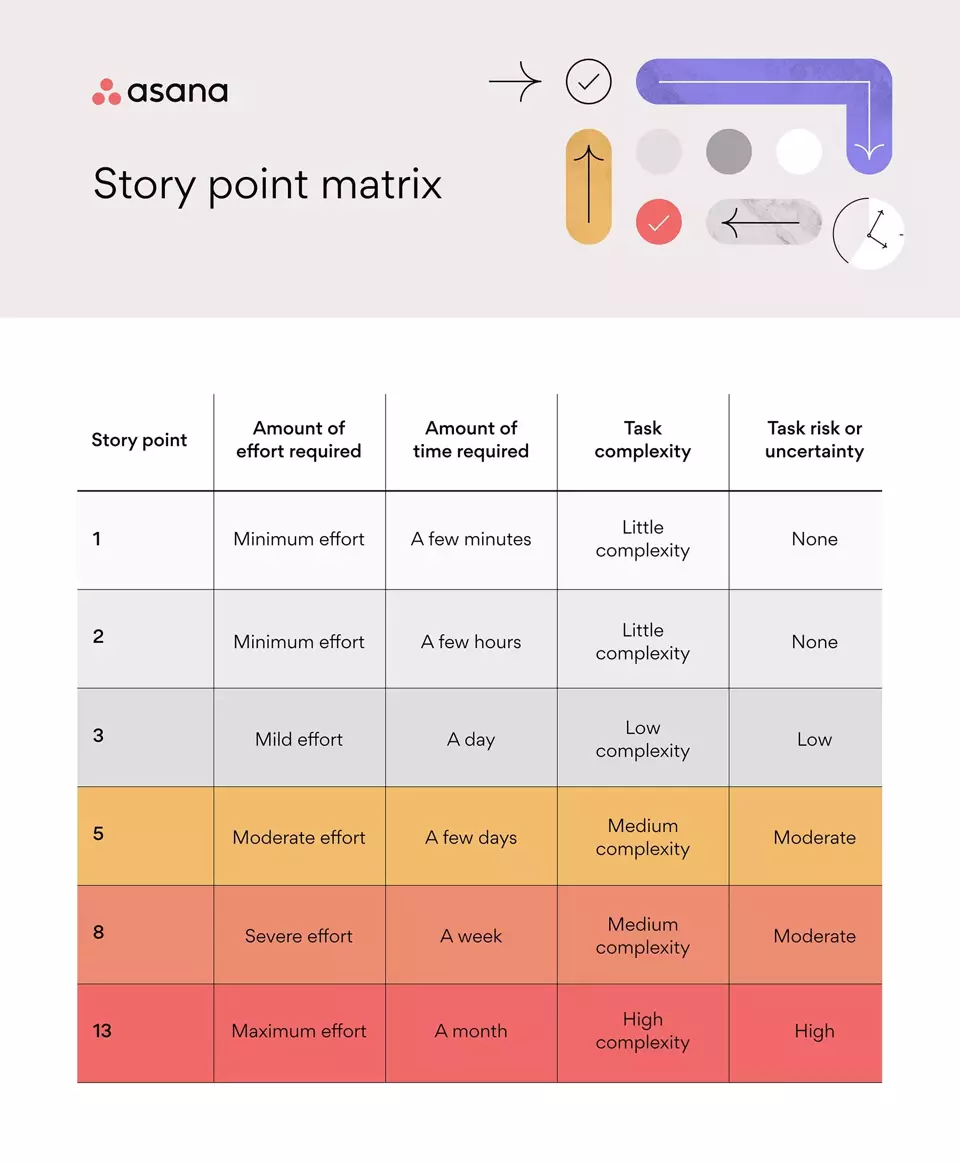 asana
Story point matrix
Story point
Amount of
effort required
Amount of
time required
Task
complexity
Task risk or
uncertainty
1
Minimum effort
A few minutes
Little
complexity
None
2
Minimum effort
A few hours
Little
complexity
None
3
Mild effort
A day
Low
complexity
Low
5
Moderate effort
A few days
Medium
complexity
Moderate
8
Severe effort
A week
Medium
complexity
Moderate
13
Maximum effort
A month
High
complexity
High